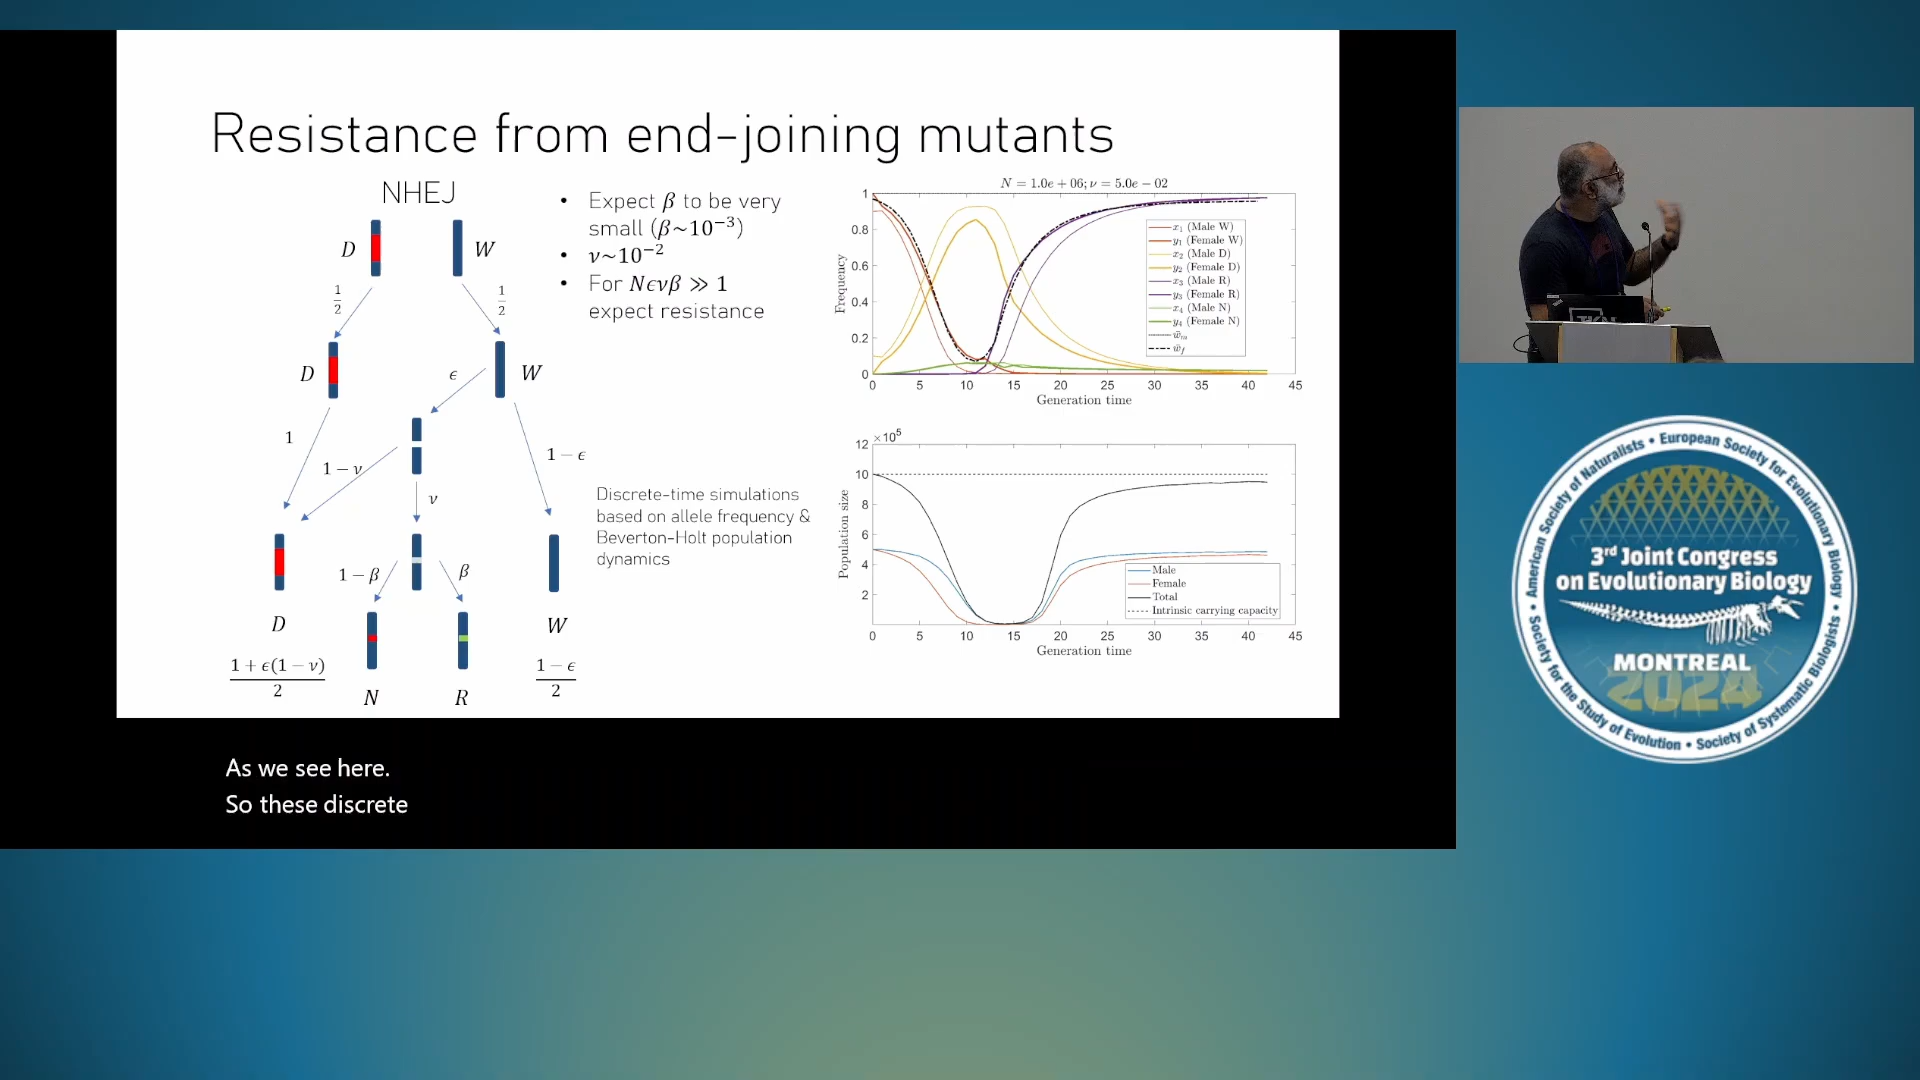 Resistance from end-joining mutants
NHEJ
D
W
1/2
1/2
D
W
ϵ
1
1 − ν
1 − ϵ
ν
1 − β
β
D
W
(1 + ϵ(1 − ν))/2
(1 − ϵ)/2
N
R
• Expect β to be very
small (β~10⁻³)
• ν~10⁻²
• For Nϵνβ ≫ 1
expect resistance
Discrete-time simulations
based on allele frequency &
Beverton-Holt population
dynamics
N = 1.0e + 06; ν = 5.0e − 02
Frequency
1
0.8
0.6
0.4
0.2
0
0 5 10 15 20 25 30 35 40 45
Generation time
x₁ (Male W)
y₁ (Female W)
x₂ (Male D)
y₂ (Female D)
x₃ (Male R)
y₃ (Female R)
x₄ (Male N)
y₄ (Female N)
w̄ₘ
w̄f
×10⁵
Population size
12
10
8
6
4
2
0 5 10 15 20 25 30 35 40 45
Generation time
Male
Female
Total
Intrinsic carrying capacity
As we see here.
So these discrete
American Society of Naturalists • European Society for Evolutionary Biology •
Society for the Study of Evolution • Society of Systematic Biologists •
3rd Joint Congress
on Evolutionary Biology
MONTREAL
2024